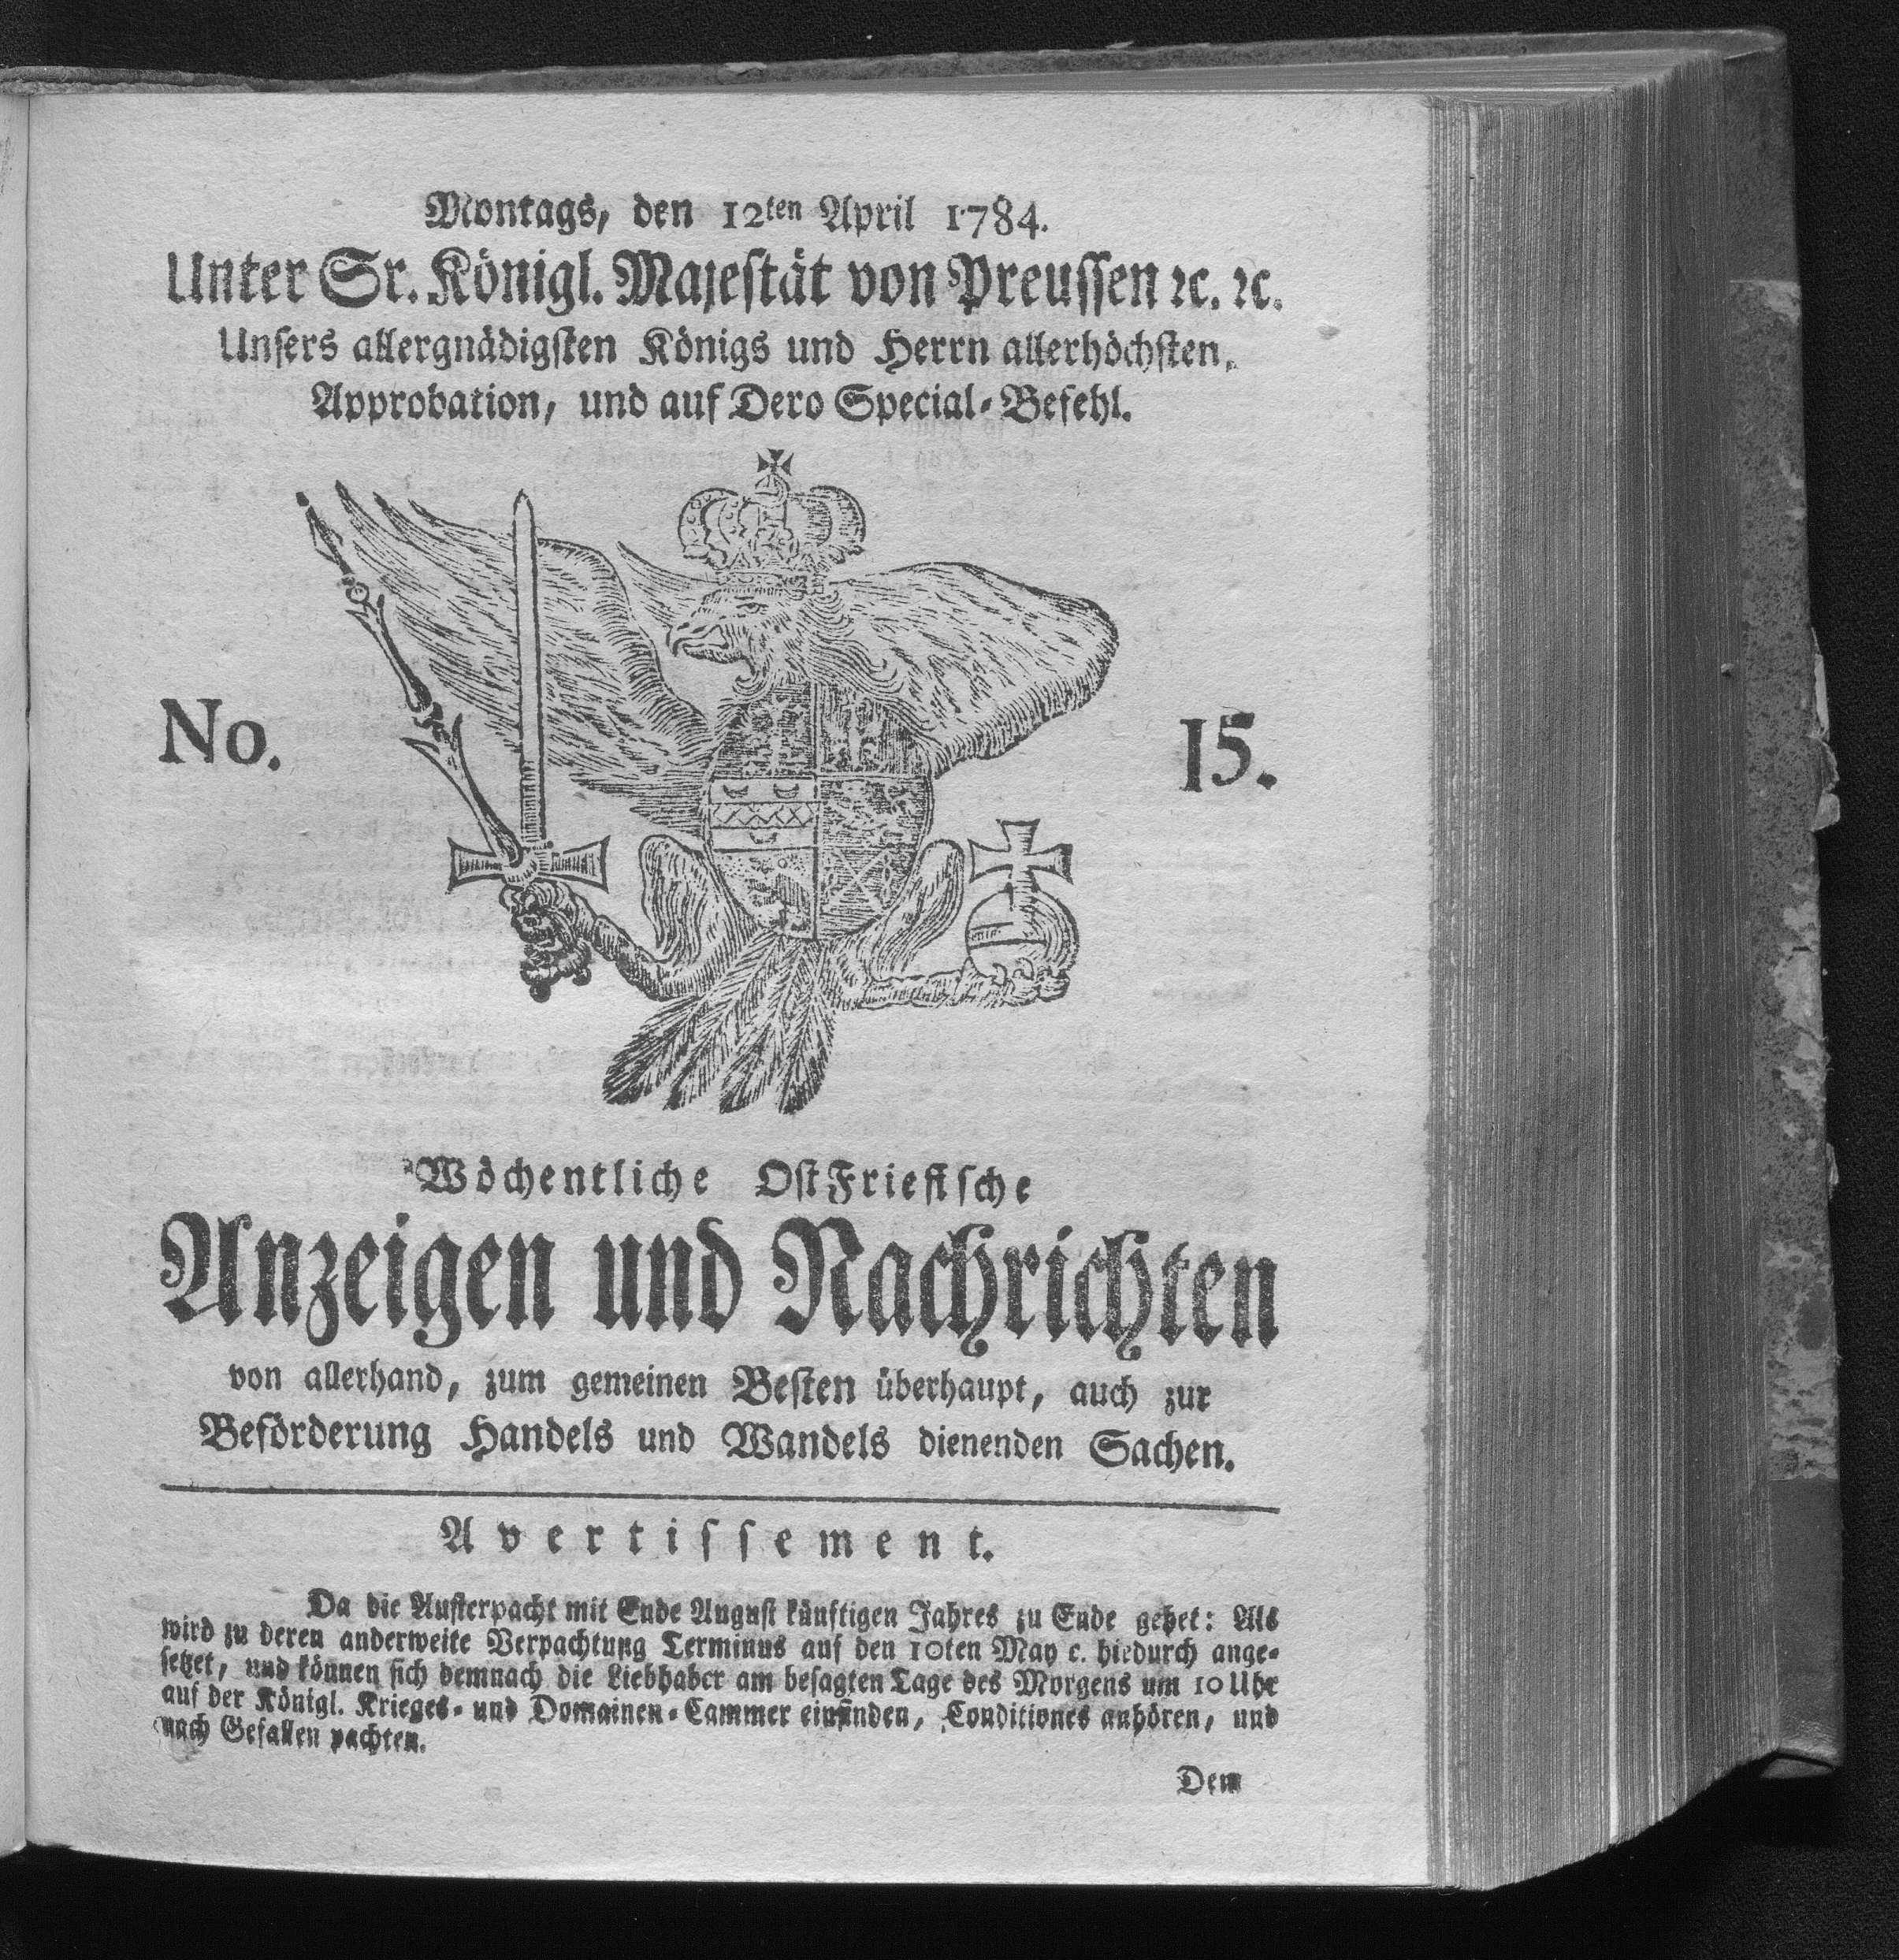 Montags, den 12ten April 1784.
Unter Sr. Königl. Majestät von Preussen ꝛc. ꝛc.
Unsers allergnädigsten Königs und Herrn allerhöchsten,
Approbation, und auf Dero Special-Befehl.
No. 15.
Wöchentliche OstFriesische
Anzeigen und Nachrichten
von allerhand, zum gemeinen Besten überhaupt, auch zur
Beförderung Handels und Wandels dienenden Sachen.
Avertissement.
Da die Austerpacht mit Ende August künftigen Jahres zu Ende gehet: Als
wird zu deren anderweite Verpachtung Terminus auf den 10ten May c. hiedurch ange-
setzet, und können sich demnach die Liebhaber am besagten Tage des Morgens um 10 Uhr
auf der Königl. Krieges- und Domainen-Cammer einfinden, Conditiones anhören, und
nach Gefallen pachten.
Dem